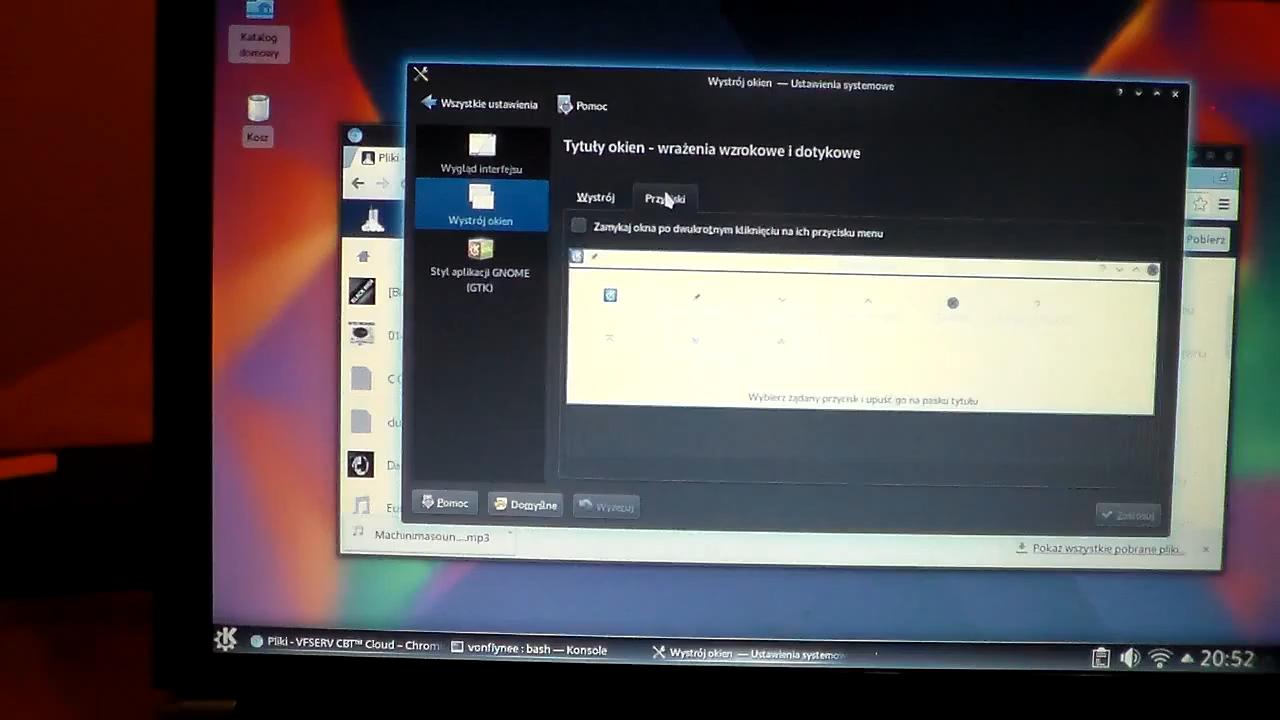 Katalog
domowy
Kosz
Wystrój okien — Ustawienia systemowe
Wszystkie ustawienia
Pomoc
Tytuły okien - wrażenia wzrokowe i dotykowe
Wygląd interfejsu
Wystrój okien
Styl aplikacji GNOME
(GTK)
Wystrój
Zamykaj okna po dwukrotnym kliknięciu na ich przycisku menu
Wybierz żądany przycisk i upuść go na pasku tytułu
Pliki
Pobierz
Pomoc
Domyślne
Wycofaj
Zastosuj
Machinimasoun....mp3
Pokaż wszystkie pobrane pliki...
Pliki - VFSERV CBT™ Cloud – Chrom
vonflynee : bash — Konsole
Wystrój okien — Ustawienia systemow
20:52